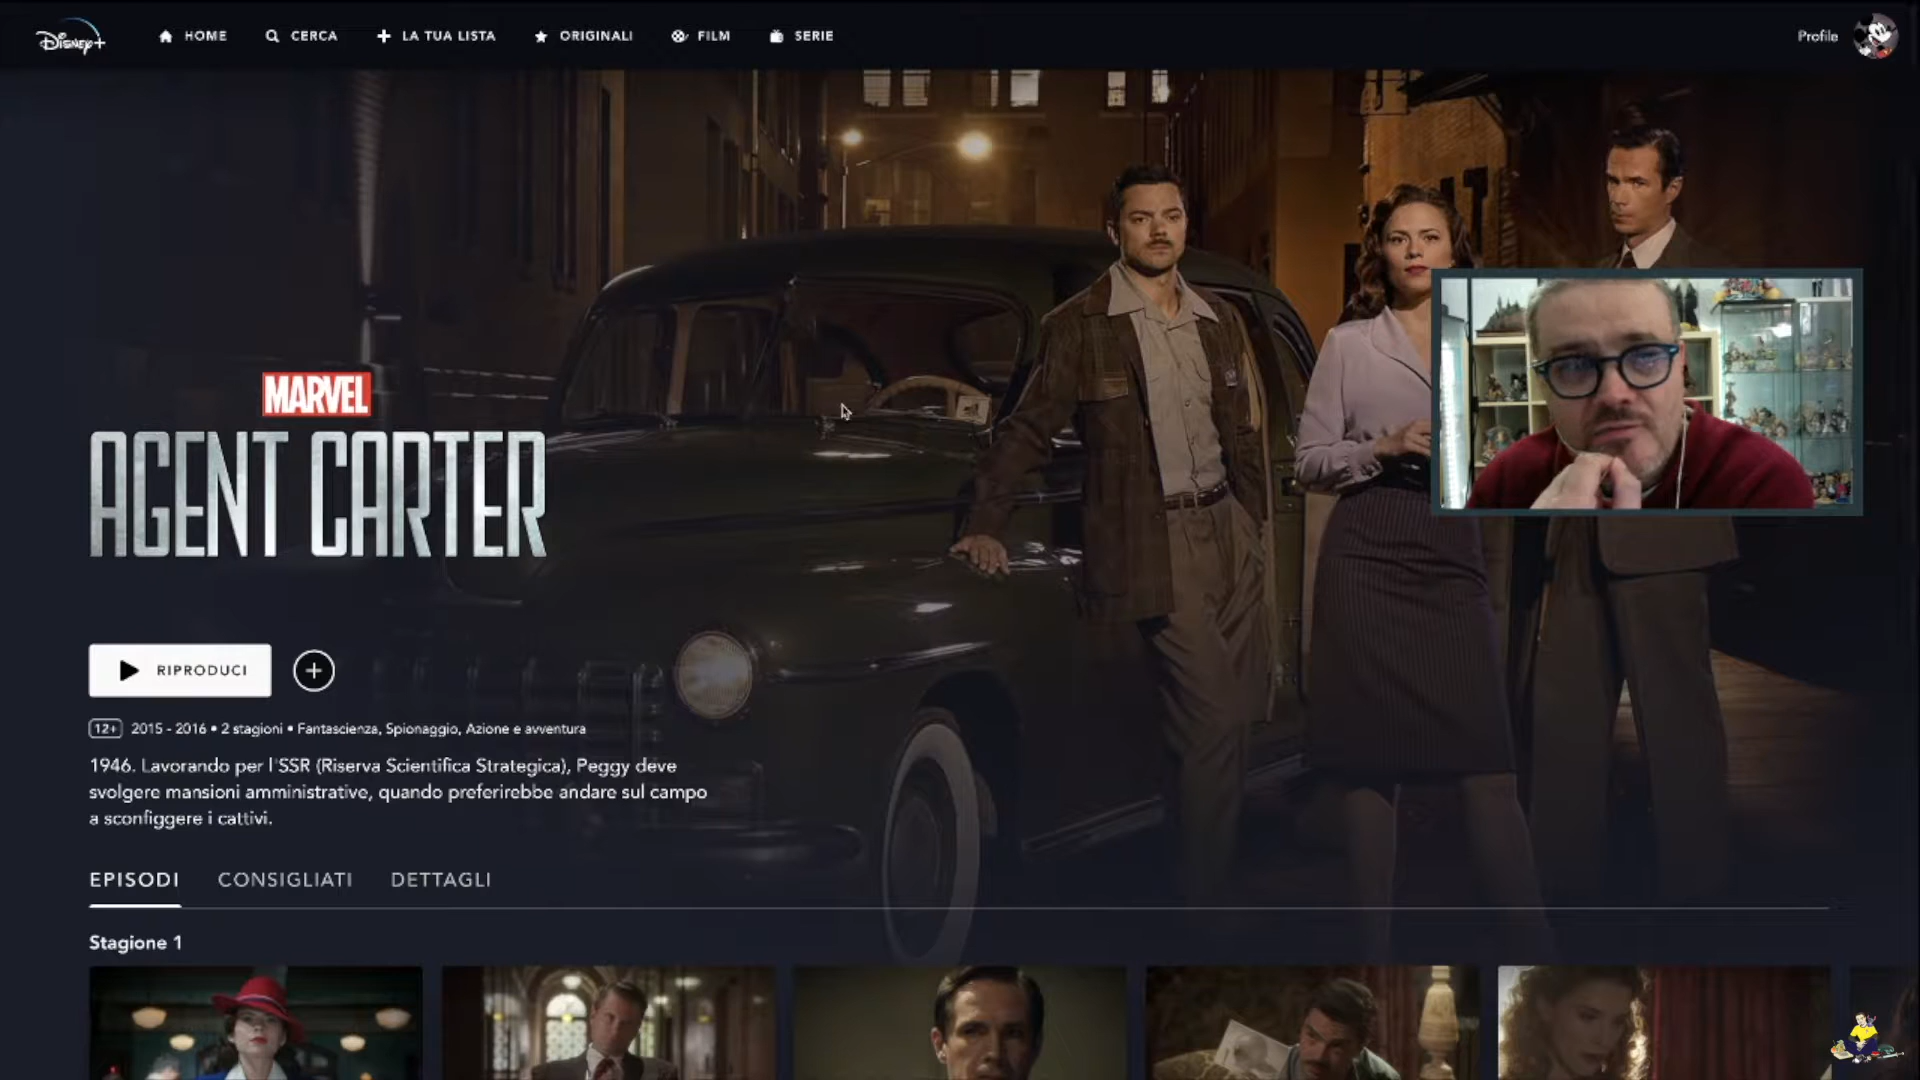 Disney+
HOME
CERCA
LA TUA LISTA
ORIGINALI
FILM
SERIE
Profile
MARVEL
AGENT CARTER
RIPRODUCI
12+ 2015 - 2016 • 2 stagioni • Fantascienza, Spionaggio, Azione e avventura
1946. Lavorando per l'SSR (Riserva Scientifica Strategica), Peggy deve
svolgere mansioni amministrative, quando preferirebbe andare sul campo
a sconfiggere i cattivi.
EPISODI
CONSIGLIATI
DETTAGLI
Stagione 1